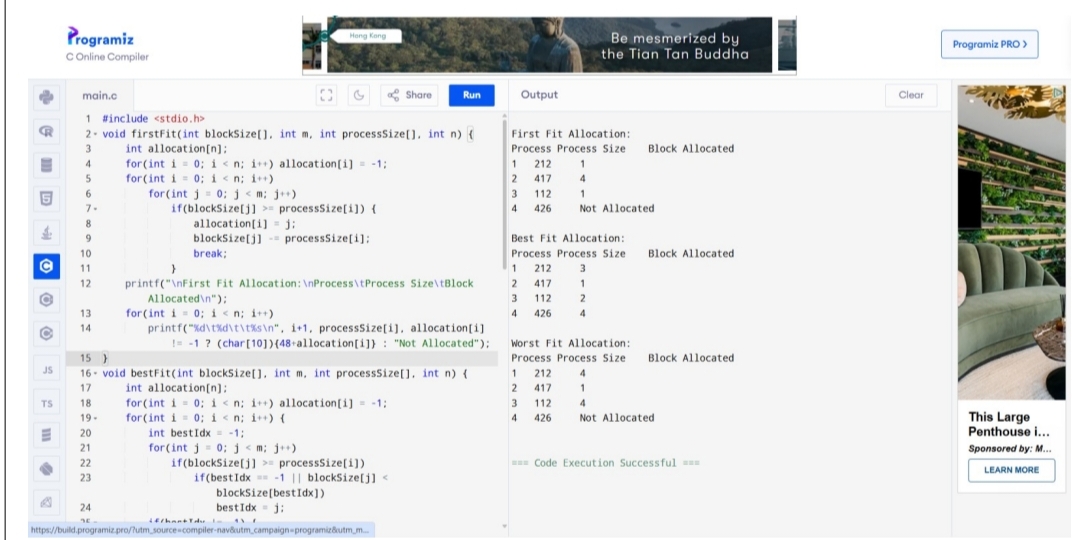 Programiz
C Online Compiler
Hong Kong
Be mesmerized by
the Tian Tan Buddha
Programiz PRO >
main.c
Share
Run
Output
Clear
1 #include <stdio.h>
2 void firstFit(int blockSize[], int m, int processSize[], int n) {
3 int allocation[n];
4 for(int i = 0; i < n; i++) allocation[i] = -1;
5 for(int i = 0; i < n; i++)
6 for(int j = 0; j < m; j++)
7 if(blockSize[j] >= processSize[i]) {
8 allocation[i] = j;
9 blockSize[j] -= processSize[i];
10 break;
11 }
12 printf("\nFirst Fit Allocation:\nProcess\tProcess Size\tBlock
Allocated\n");
13 for(int i = 0; i < n; i++)
14 printf("%d\t%d\t\t%s\n", i+1, processSize[i], allocation[i]
!= -1 ? (char[10]){48+allocation[i]} : "Not Allocated");
15 }
16 void bestFit(int blockSize[], int m, int processSize[], int n) {
17 int allocation[n];
18 for(int i = 0; i < n; i++) allocation[i] = -1;
19 for(int i = 0; i < n; i++) {
20 int bestIdx = -1;
21 for(int j = 0; j < m; j++)
22 if(blockSize[j] >= processSize[i])
23 if(bestIdx == -1 || blockSize[j] <
blockSize[bestIdx])
24 bestIdx = j;
First Fit Allocation:
Process Process Size Block Allocated
1 212 1
2 417 4
3 112 1
4 426 Not Allocated
Best Fit Allocation:
Process Process Size Block Allocated
1 212 3
2 417 1
3 112 2
4 426 4
Worst Fit Allocation:
Process Process Size Block Allocated
1 212 4
2 417 1
3 112 4
4 426 Not Allocated
=== Code Execution Successful ===
JS
TS
This Large
Penthouse i...
Sponsored by: M...
LEARN MORE
https://build.programiz.pro/?utm_source=compiler-nav&utm_campaign=programiz&utm_m...